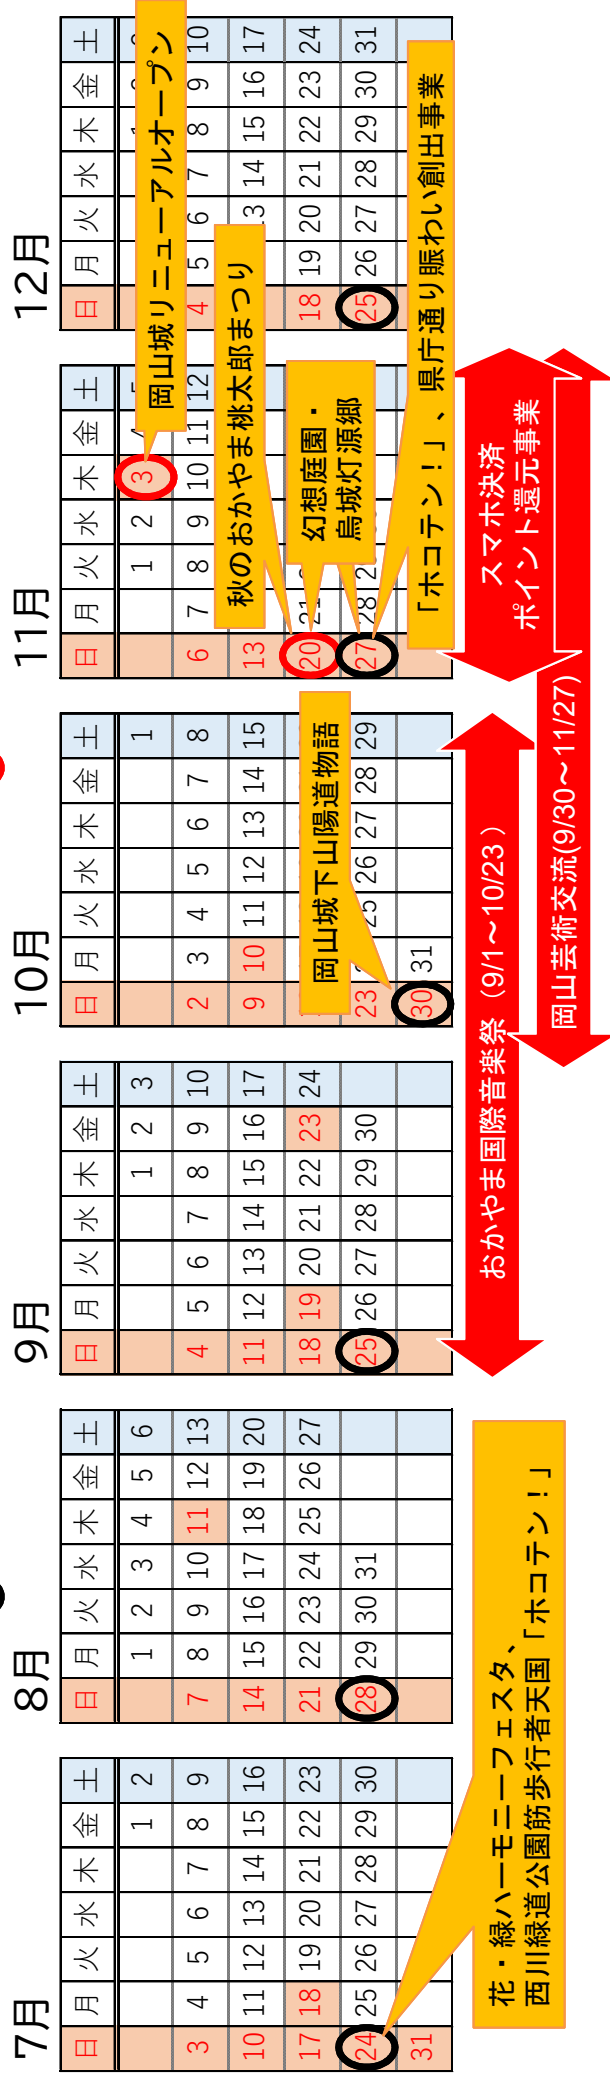 7月
日 月 火 水 木 金 土
1 2
3 4 5 6 7 8 9
10 11 12 13 14 15 16
17 18 19 20 21 22 23
24 25 26 27 28 29 30
31
花・緑ハーモニーフェスタ、
西川緑道公園筋歩行者天国「ホコテン！」
8月
日 月 火 水 木 金 土
1 2 3 4 5 6
7 8 9 10 11 12 13
14 15 16 17 18 19 20
21 22 23 24 25 26 27
28 29 30 31
9月
日 月 火 水 木 金 土
1 2 3
4 5 6 7 8 9 10
11 12 13 14 15 16 17
18 19 20 21 22 23 24
25 26 27 28 29 30
10月
日 月 火 水 木 金 土
1
2 3 4 5 6 7 8
9 10 11 12 13 14 15
23 25 26 27 28 29
30 31
岡山城下山陽道物語
11月
日 月 火 水 木 金 土
1 2 3
6 7 8 9 10 11 12
13
20 21
27 28
岡山城リニューアルオープン
秋のおかやま桃太郎まつり
幻想庭園・
烏城灯源郷
「ホコテン！」、県庁通り賑わい創出事業
12月
日 月 火 水 木 金 土
4 5 6 7 8 9 10
13 14 15 16 17
18 19 20 21 22 23 24
25 26 27 28 29 30 31
おかやま国際音楽祭（9/1～10/23）
スマホ決済
ポイント還元事業
岡山芸術交流(9/30～11/27)